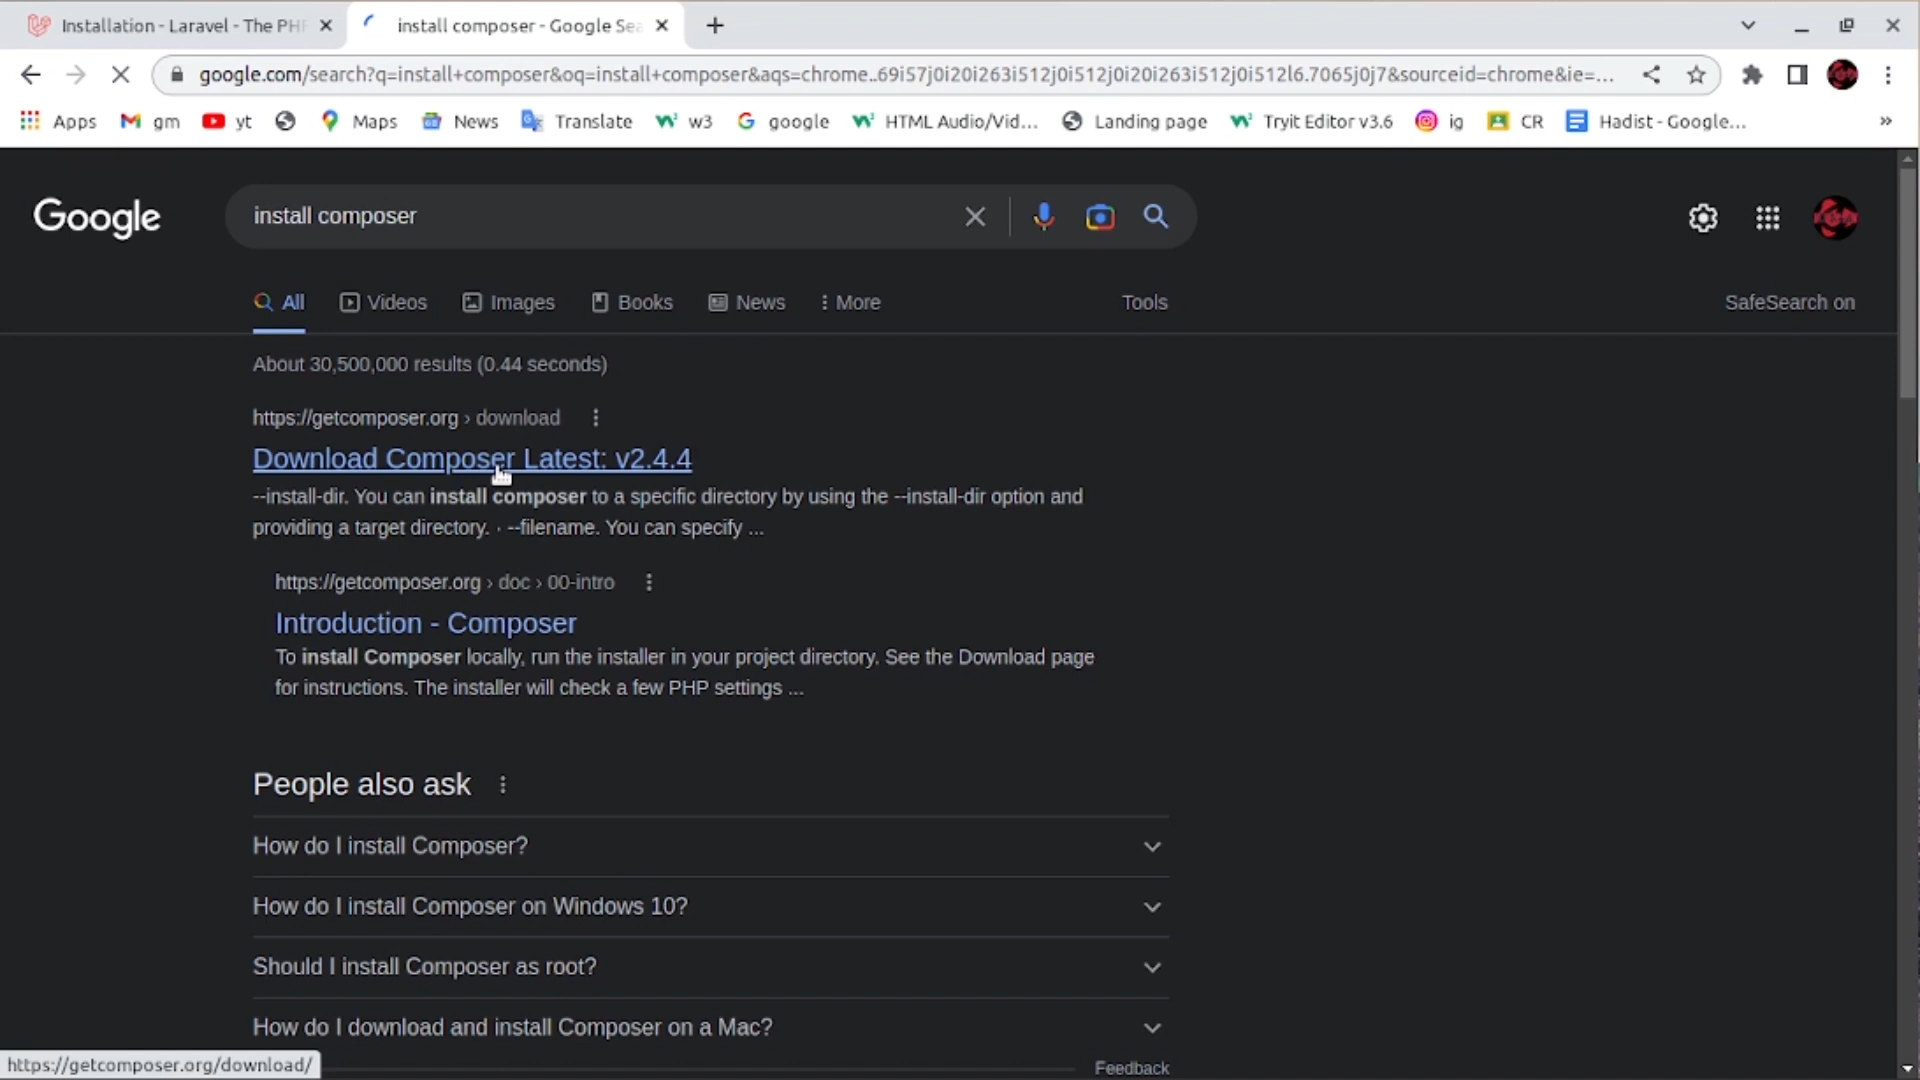 Installation - Laravel - The PHP
install composer - Google Sea
google.com/search?q=install+composer&oq=install+composer&aqs=chrome..69i57j0i20i263i512j0i512j0i20i263i512j0i512l6.7065j0j7&sourceid=chrome&ie=...
Apps gm yt Maps News Translate w3 google HTML Audio/Vid... Landing page Tryit Editor v3.6 ig CR Hadist - Google... »
Google install composer
All Videos Images Books News More Tools SafeSearch on
About 30,500,000 results (0.44 seconds)
https://getcomposer.org › download
Download Composer Latest: v2.4.4
--install-dir. You can install composer to a specific directory by using the --install-dir option and
providing a target directory. · --filename. You can specify ...
https://getcomposer.org › doc › 00-intro
Introduction - Composer
To install Composer locally, run the installer in your project directory. See the Download page
for instructions. The installer will check a few PHP settings ...
People also ask
How do I install Composer?
How do I install Composer on Windows 10?
Should I install Composer as root?
How do I download and install Composer on a Mac?
https://getcomposer.org/download/
Feedback